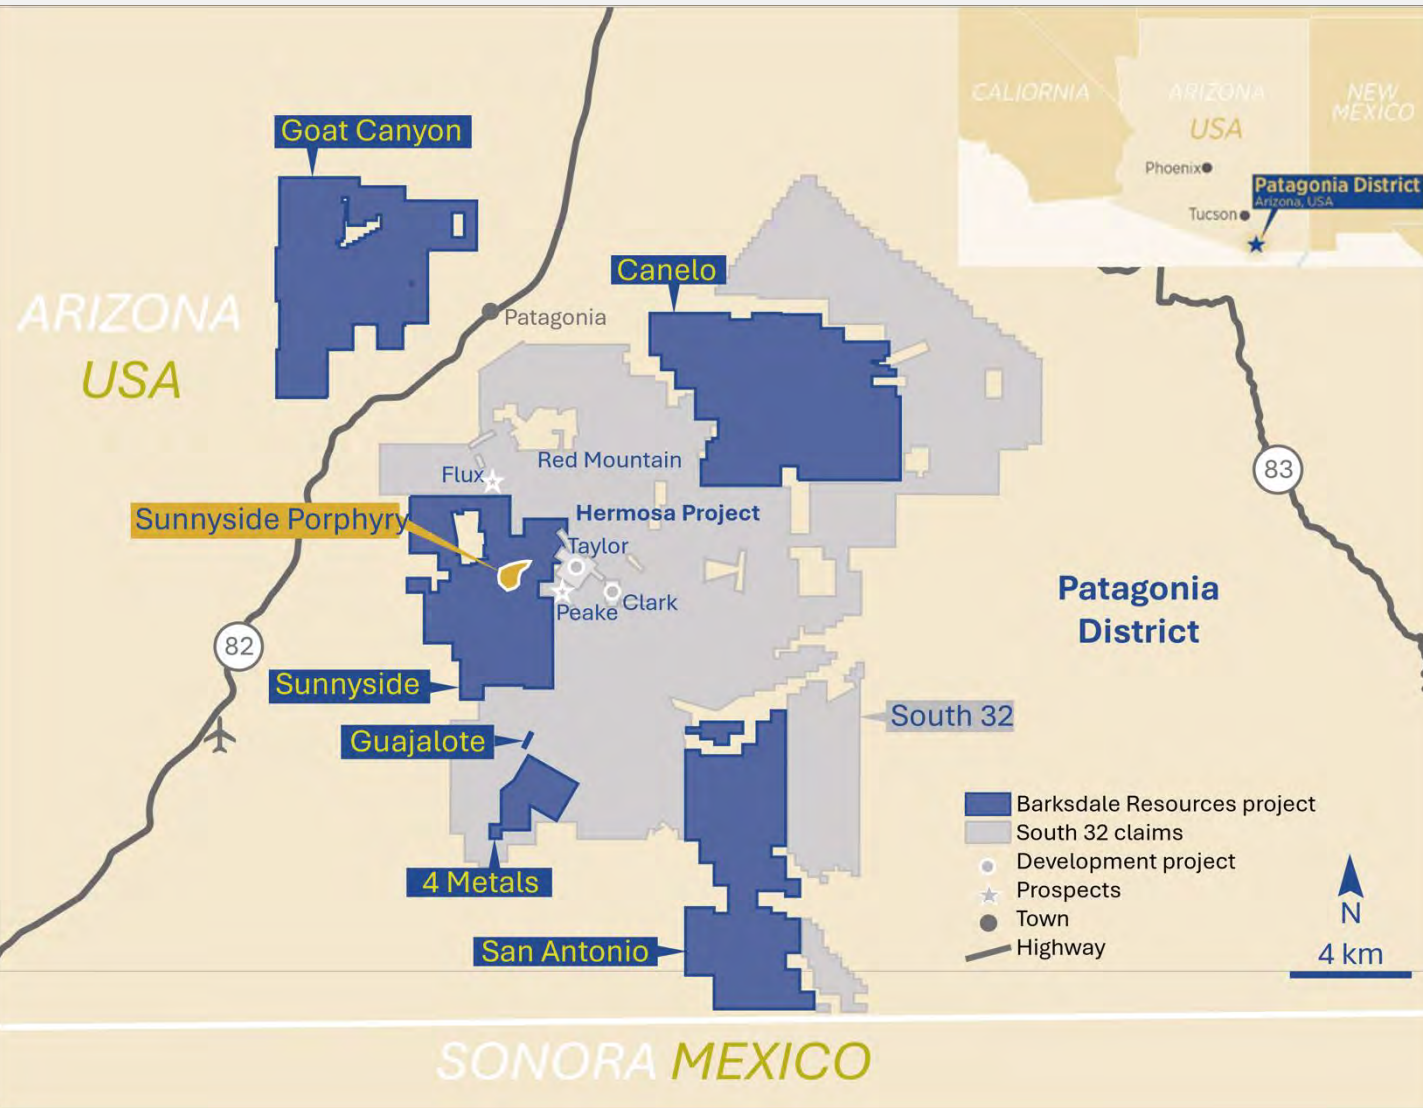 CALIORNIA
ARIZONA
USA
NEW
MEXICO
Phoenix
Patagonia District
Arizona, USA
Tucson
Goat Canyon
Canelo
ARIZONA
USA
Patagonia
Red Mountain
Flux
83
Sunnyside Porphyry
Hermosa Project
Taylor
Clark
Peake
Patagonia
District
82
Sunnyside
South 32
Guajalote
4 Metals
San Antonio
Barksdale Resources project
South 32 claims
Development project
Prospects
Town
Highway
N
4 km
SONORA MEXICO